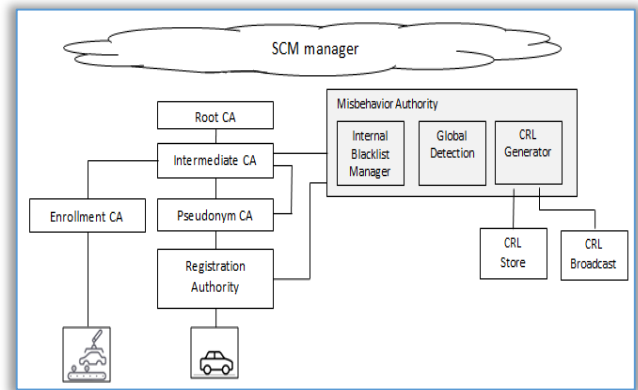 SCM manager
Misbehavior Authority
Root CA
Internal
Blacklist
Manager
Global
Detection
CRL
Generator
Intermediate CA
Enrollment CA
Pseudonym CA
Registration
Authority
CRL
Store
CRL
Broadcast